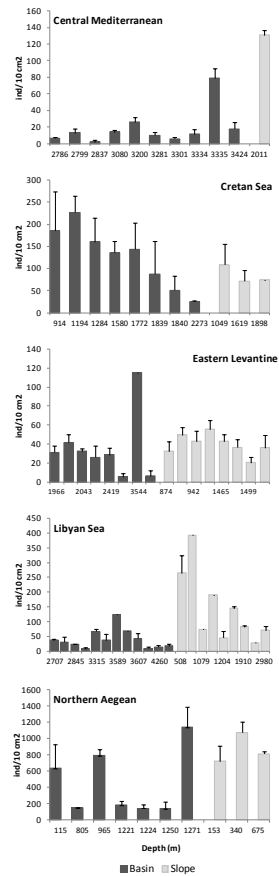 Central Mediterranean
ind/ 10 cm2
140
120
100
80
60
40
20
0
2786 2799 2837 3080 3200 3281 3301 3334 3335 3424 2011
Cretan Sea
ind/10 cm2
300
250
200
150
100
50
0
914 1194 1284 1580 1772 1839 1840 2273 1049 1619 1898
Eastern Levantine
ind/10 cm2
140
120
100
80
60
40
20
0
1966 2043 2419 3544 874 942 1465 1499
Libyan Sea
ind/10 cm2
450
400
350
300
250
200
150
100
50
0
2707 2845 3315 3589 3607 4260 508 1079 1204 1910 2980
Northern Aegean
ind/10 cm2
1600
1400
1200
1000
800
600
400
200
0
115 805 965 1221 1224 1250 1271 153 340 675
Depth (m)
Basin Slope